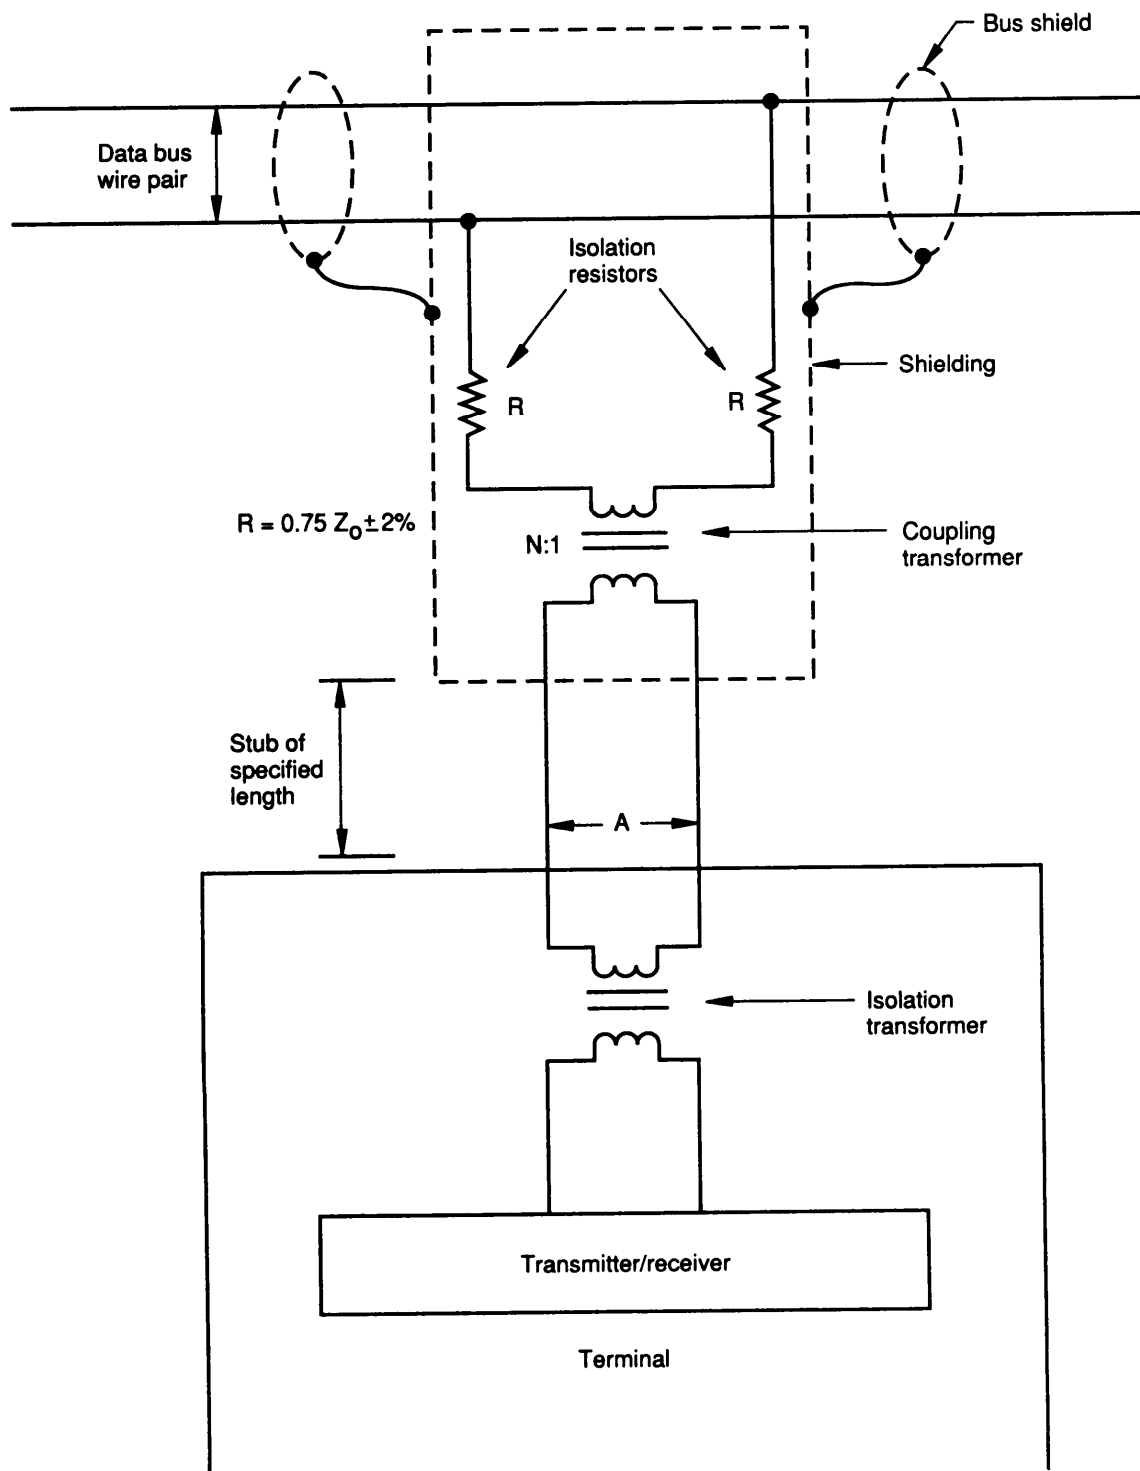 Bus shield
Data bus
wire pair
Isolation
resistors
Shielding
R
R
R = 0.75 Z₀ ± 2%
N:1
Coupling
transformer
Stub of
specified
length
A
Isolation
transformer
Transmitter/receiver
Terminal